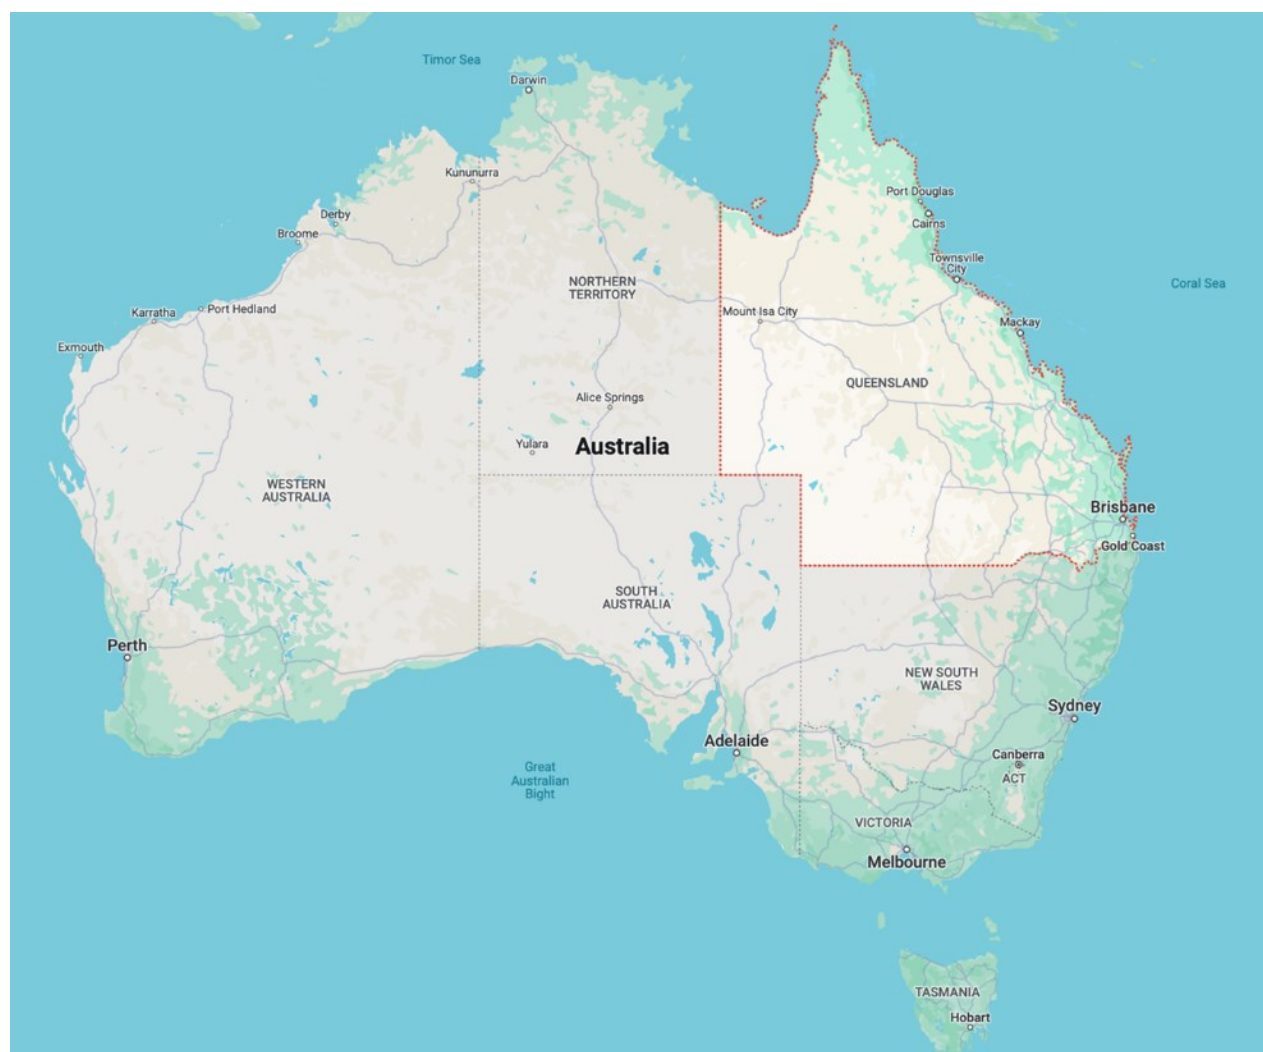 Timor Sea
Darwin
Kununurra
Port Douglas
Derby
Cairns
Broome
Townsville
City
NORTHERN
TERRITORY
Coral Sea
Karratha
Port Hedland
Mount Isa City
Mackay
Exmouth
QUEENSLAND
Alice Springs
Yulara
Australia
WESTERN
AUSTRALIA
Brisbane
Gold Coast
SOUTH
AUSTRALIA
Perth
NEW SOUTH
WALES
Sydney
Adelaide
Canberra
ACT
Great
Australian
Bight
VICTORIA
Melbourne
TASMANIA
Hobart